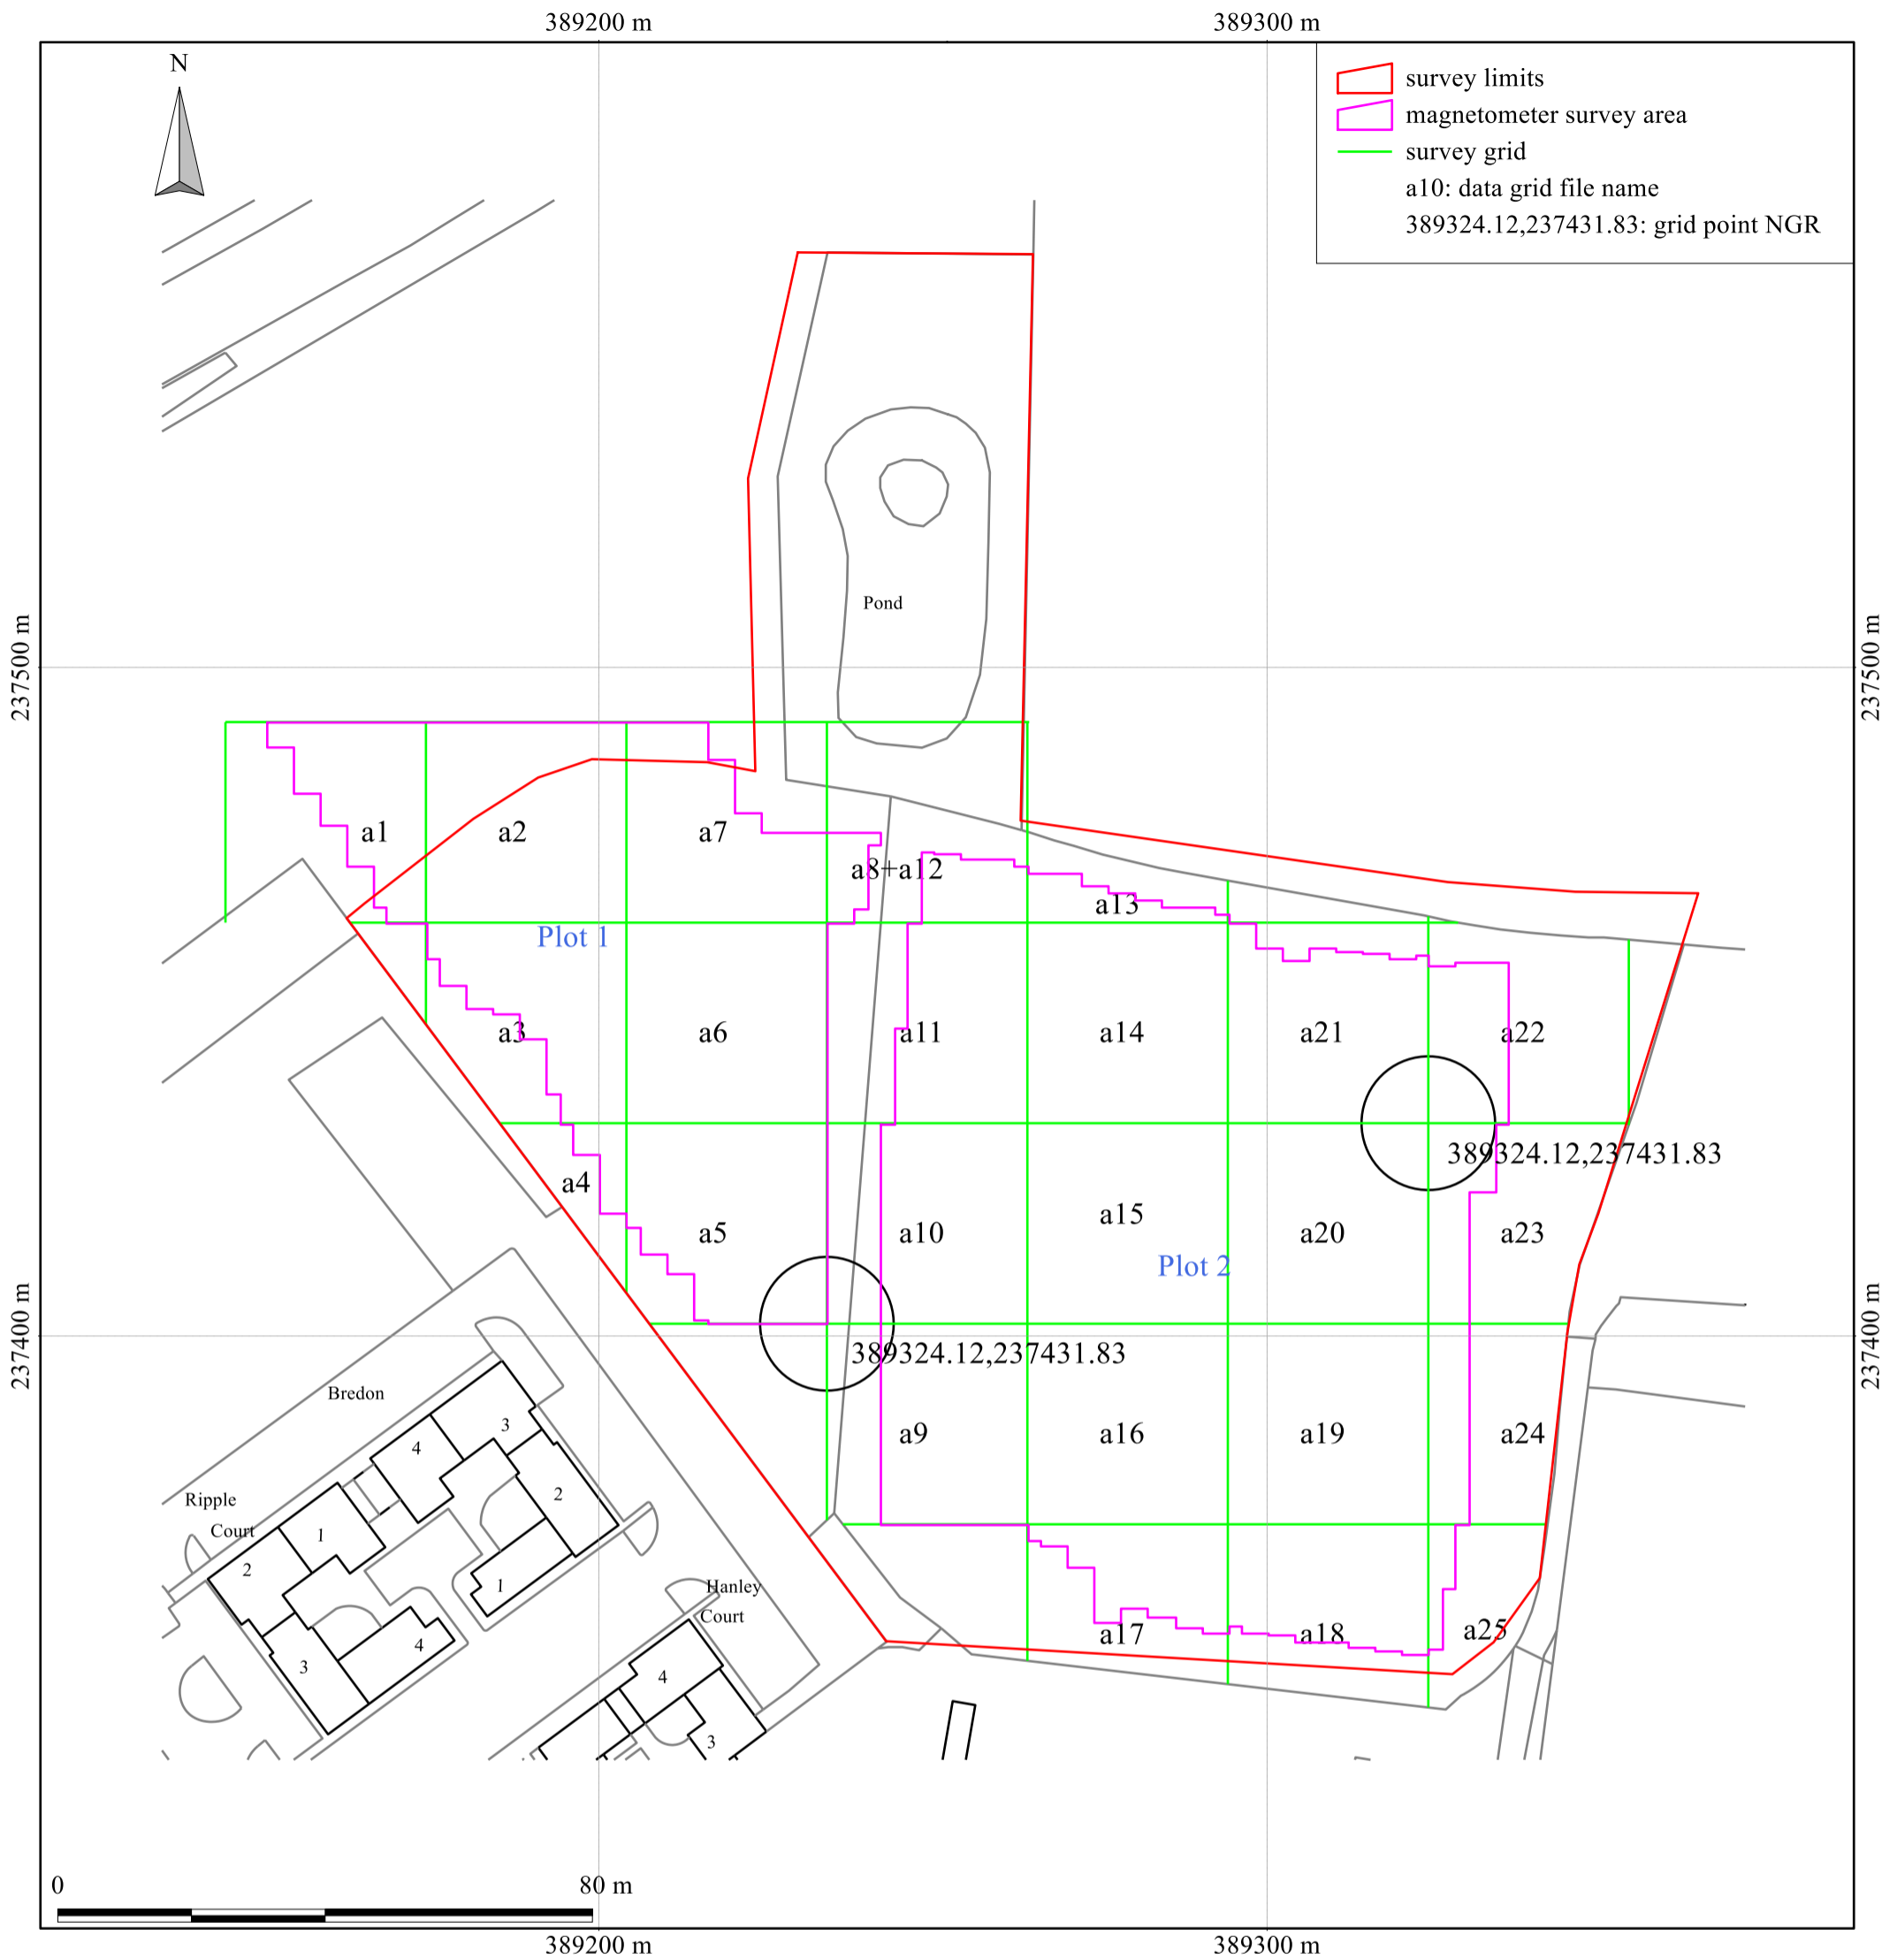 389200 m
389300 m
N
survey limits
magnetometer survey area
survey grid
a10: data grid file name
389324.12,237431.83: grid point NGR
Pond
237500 m
237500 m
a1
a2
a7
a8+a12
a13
Plot 1
a3
a6
a11
a14
a21
a22
389324.12,237431.83
a4
a5
a10
a15
a20
a23
Plot 2
237400 m
237400 m
389324.12,237431.83
Bredon
3
4
a9
a16
a19
a24
Ripple
Court
2
1
2
1
Hanley
Court
4
3
a17
a18
a25
4
3
0
80 m
389200 m
389300 m